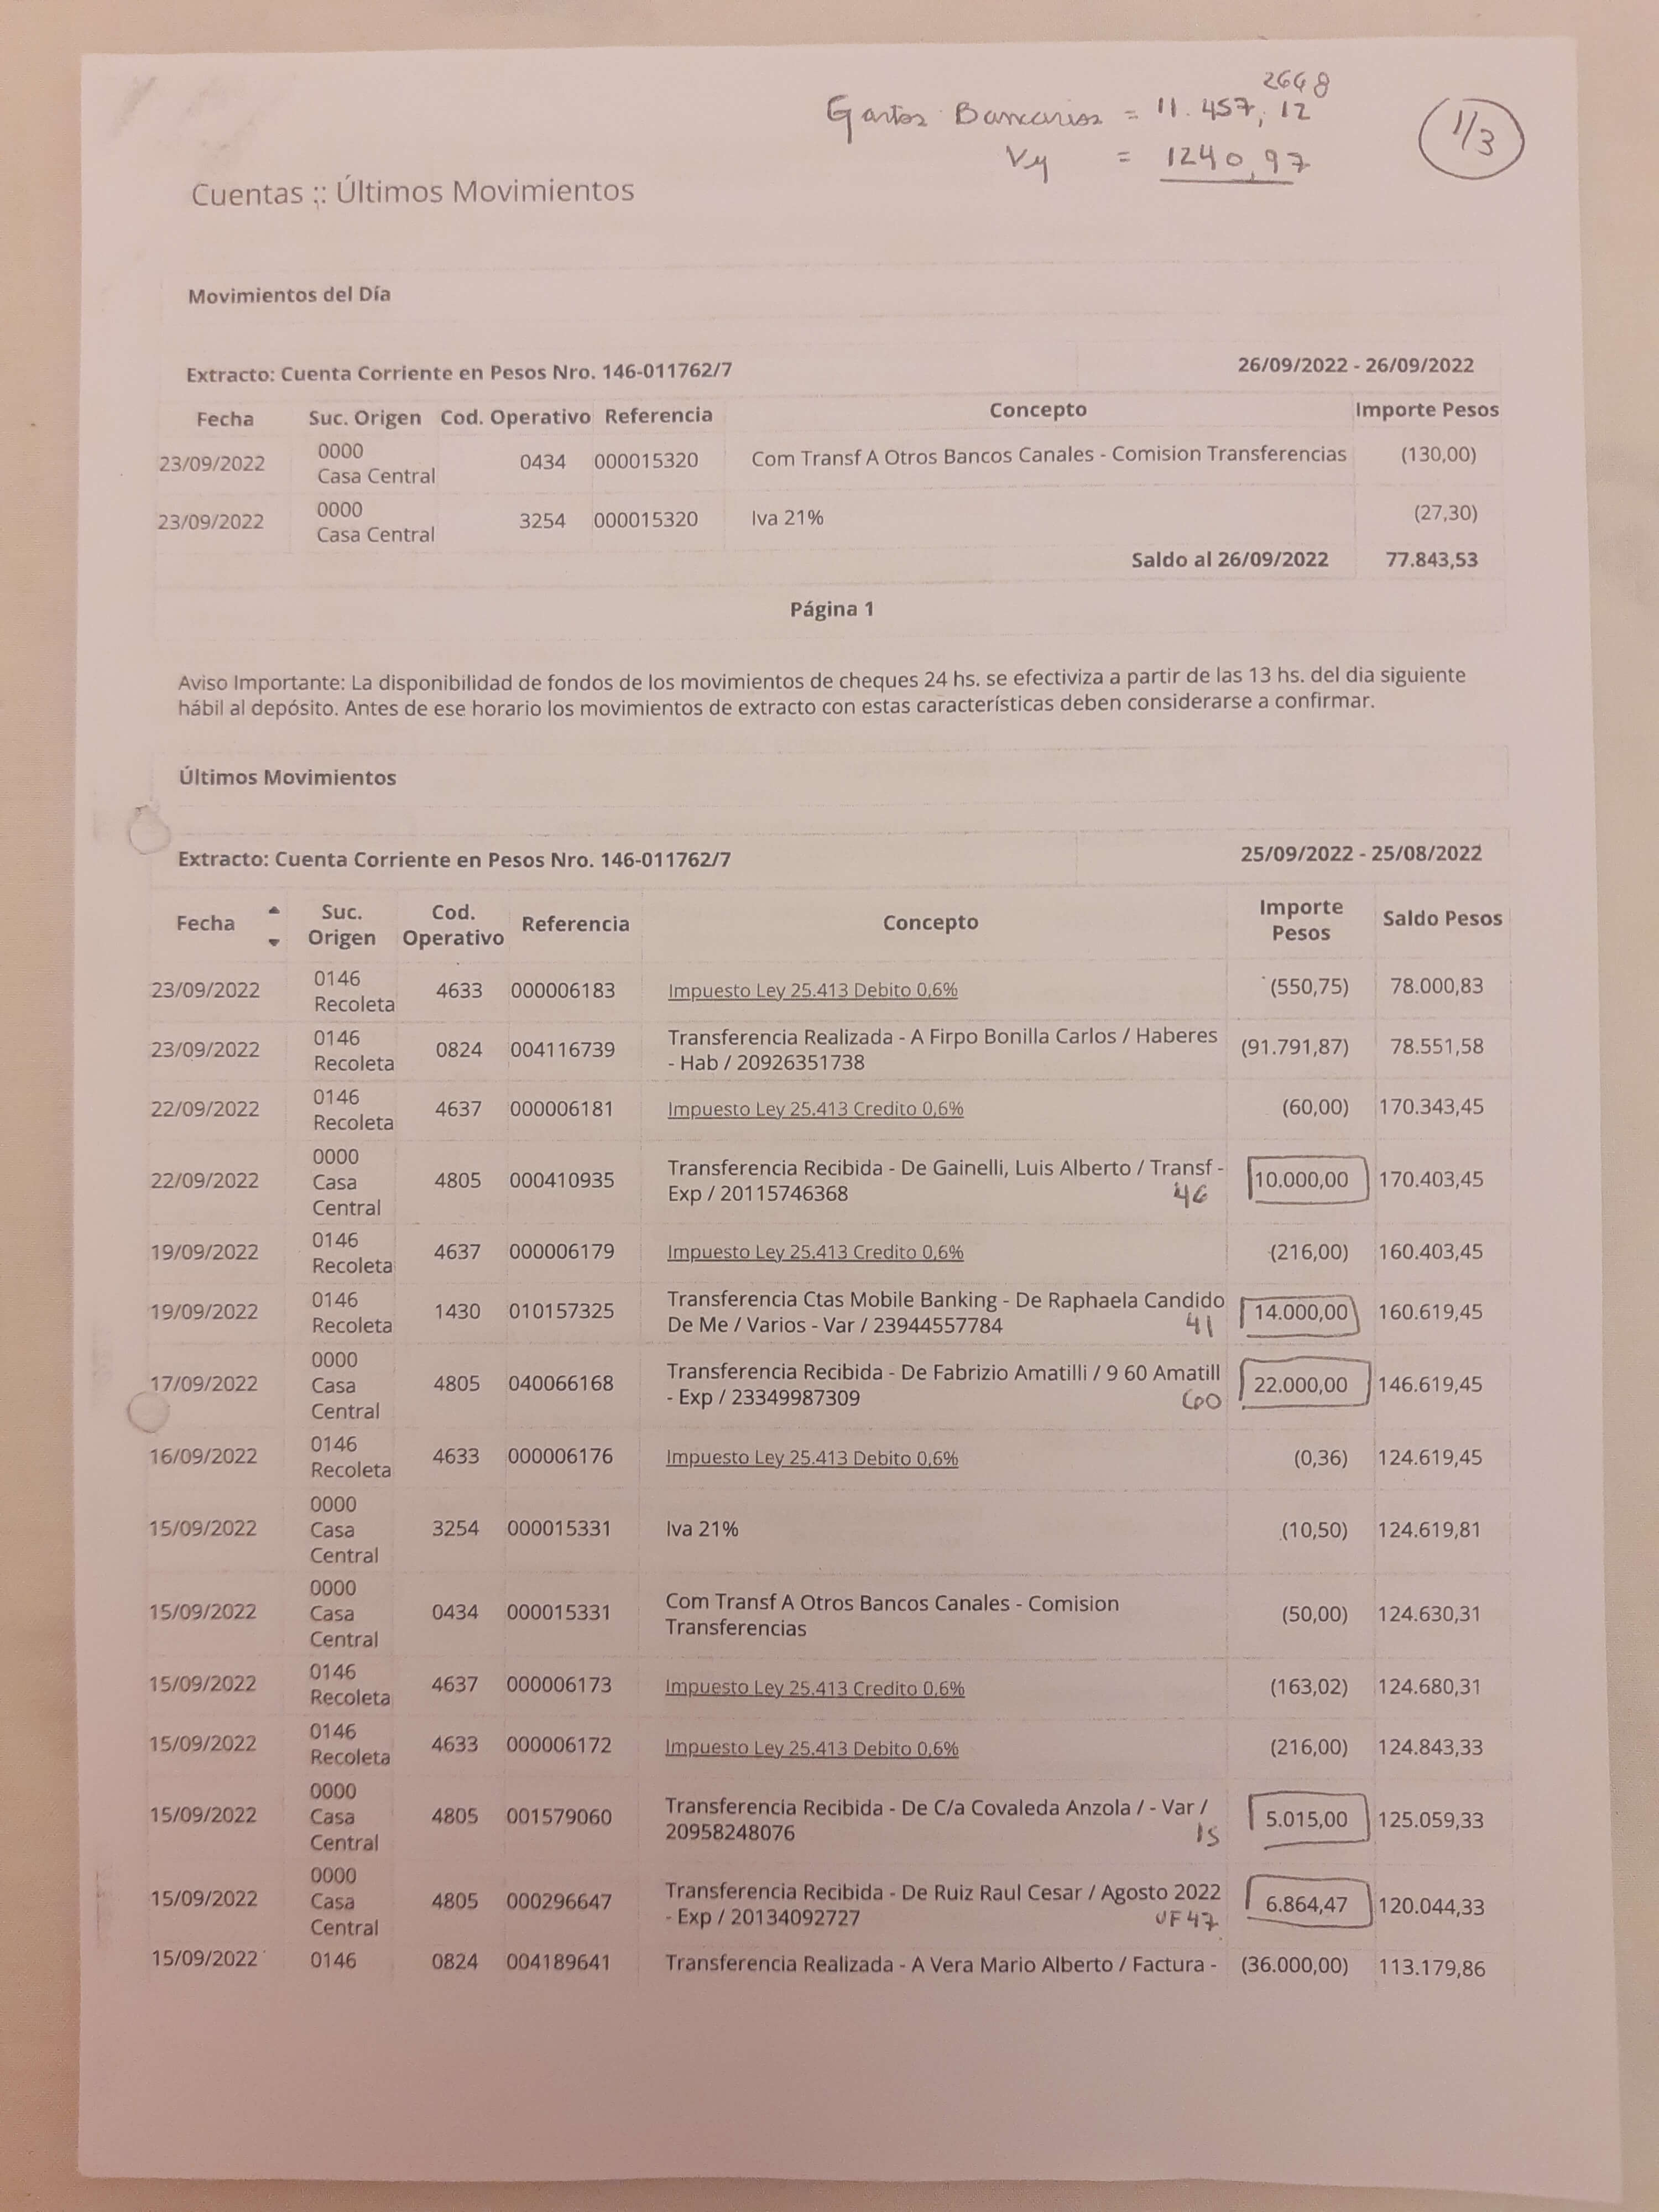 2668
Gastos Bancarios = 11.457,12
Vy = 1240,97
1/3
Cuentas :: Últimos Movimientos
Movimientos del Día
Extracto: Cuenta Corriente en Pesos Nro. 146-011762/7 26/09/2022 - 26/09/2022
Fecha Suc. Origen Cod. Operativo Referencia Concepto Importe Pesos
23/09/2022 0000 Casa Central 0434 000015320 Com Transf A Otros Bancos Canales - Comision Transferencias (130,00)
23/09/2022 0000 Casa Central 3254 000015320 Iva 21% (27,30)
Saldo al 26/09/2022 77.843,53
Página 1
Aviso Importante: La disponibilidad de fondos de los movimientos de cheques 24 hs. se efectiviza a partir de las 13 hs. del dia siguiente
hábil al depósito. Antes de ese horario los movimientos de extracto con estas características deben considerarse a confirmar.
Últimos Movimientos
Extracto: Cuenta Corriente en Pesos Nro. 146-011762/7 25/09/2022 - 25/08/2022
Fecha Suc. Origen Cod. Operativo Referencia Concepto Importe Pesos Saldo Pesos
23/09/2022 0146 Recoleta 4633 000006183 Impuesto Ley 25.413 Debito 0,6% (550,75) 78.000,83
23/09/2022 0146 Recoleta 0824 004116739 Transferencia Realizada - A Firpo Bonilla Carlos / Haberes - Hab / 20926351738 (91.791,87) 78.551,58
22/09/2022 0146 Recoleta 4637 000006181 Impuesto Ley 25.413 Credito 0,6% (60,00) 170.343,45
22/09/2022 0000 Casa Central 4805 000410935 Transferencia Recibida - De Gainelli, Luis Alberto / Transf - Exp / 20115746368 46 10.000,00 170.403,45
19/09/2022 0146 Recoleta 4637 000006179 Impuesto Ley 25.413 Credito 0,6% (216,00) 160.403,45
19/09/2022 0146 Recoleta 1430 010157325 Transferencia Ctas Mobile Banking - De Raphaela Candido De Me / Varios - Var / 23944557784 41 14.000,00 160.619,45
17/09/2022 0000 Casa Central 4805 040066168 Transferencia Recibida - De Fabrizio Amatilli / 9 60 Amatill - Exp / 23349987309 60 22.000,00 146.619,45
16/09/2022 0146 Recoleta 4633 000006176 Impuesto Ley 25.413 Debito 0,6% (0,36) 124.619,45
15/09/2022 0000 Casa Central 3254 000015331 Iva 21% (10,50) 124.619,81
15/09/2022 0000 Casa Central 0434 000015331 Com Transf A Otros Bancos Canales - Comision Transferencias (50,00) 124.630,31
15/09/2022 0146 Recoleta 4637 000006173 Impuesto Ley 25.413 Credito 0,6% (163,02) 124.680,31
15/09/2022 0146 Recoleta 4633 000006172 Impuesto Ley 25.413 Debito 0,6% (216,00) 124.843,33
15/09/2022 0000 Casa Central 4805 001579060 Transferencia Recibida - De C/a Covaleda Anzola / - Var / 20958248076 15 5.015,00 125.059,33
15/09/2022 0000 Casa Central 4805 000296647 Transferencia Recibida - De Ruiz Raul Cesar / Agosto 2022 - Exp / 20134092727 UF 47 6.864,47 120.044,33
15/09/2022 0146 0824 004189641 Transferencia Realizada - A Vera Mario Alberto / Factura - (36.000,00) 113.179,86